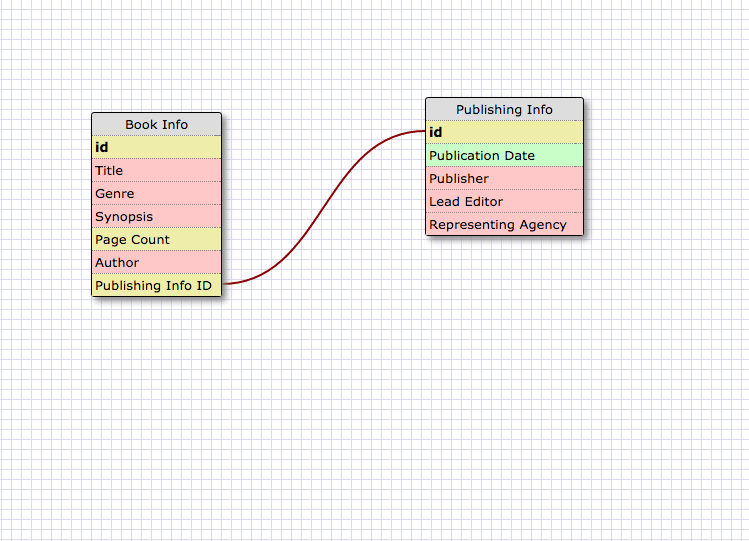 Book Info
id
Title
Genre
Synopsis
Page Count
Author
Publishing Info ID
Publishing Info
id
Publication Date
Publisher
Lead Editor
Representing Agency